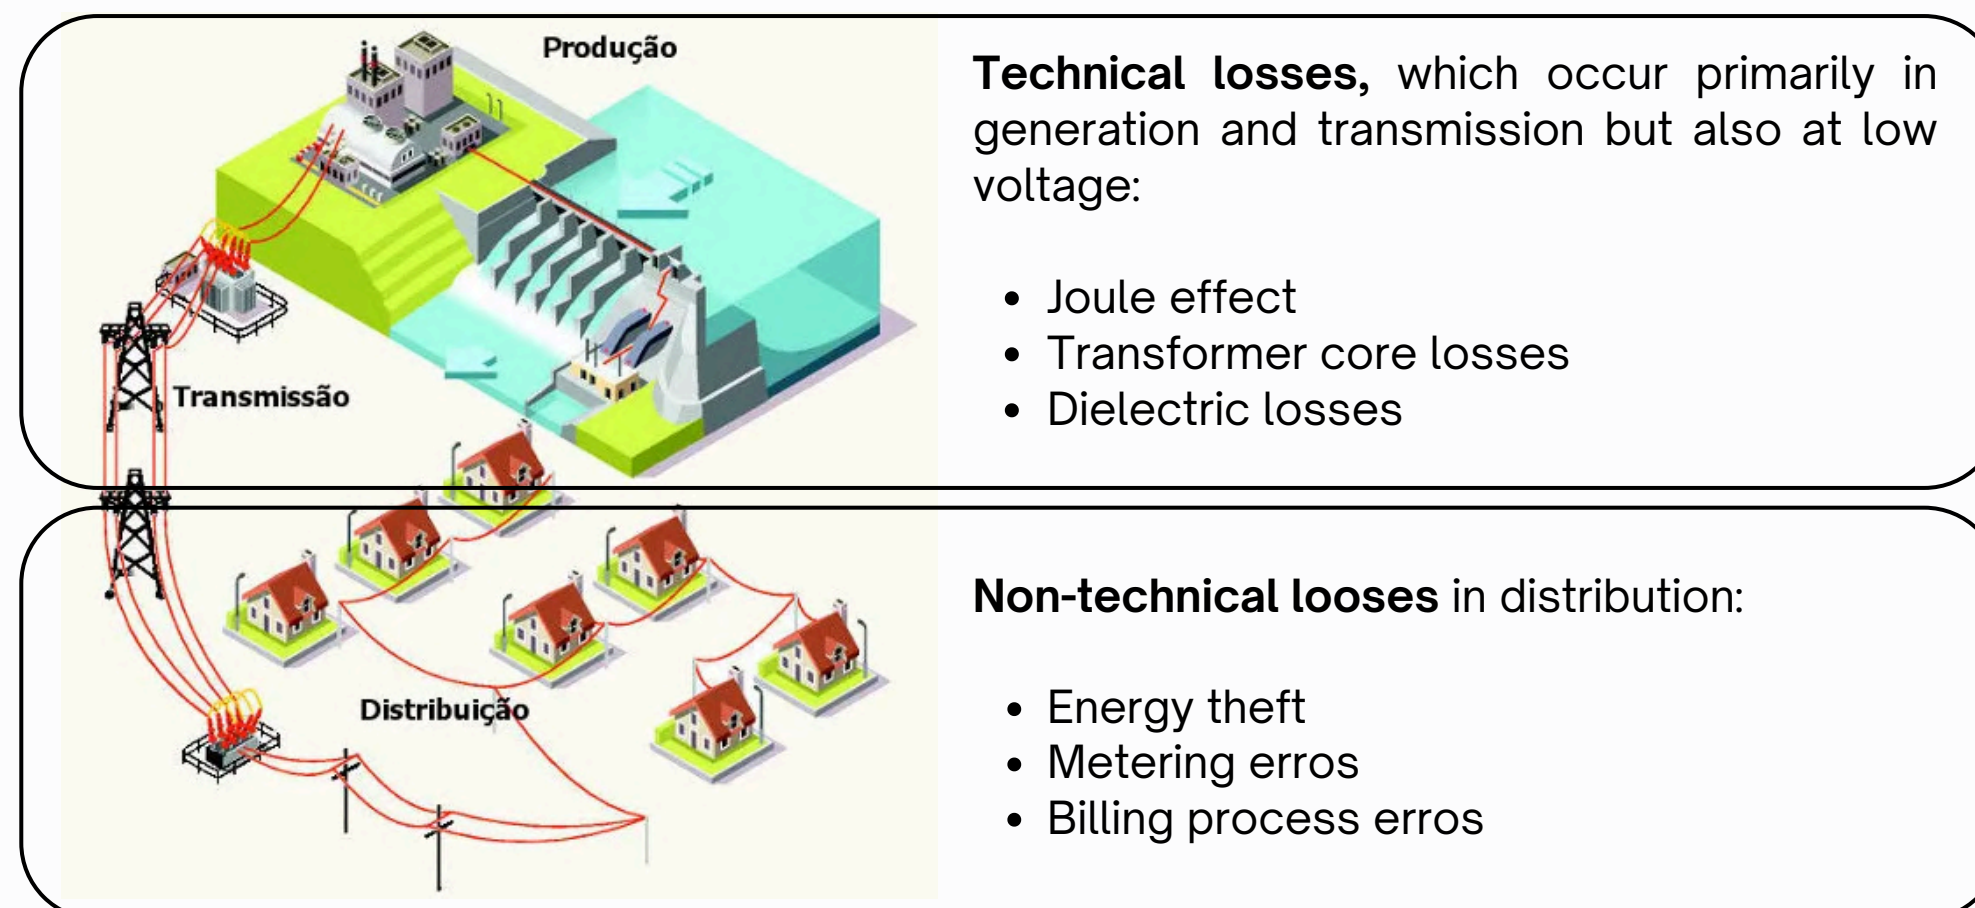 Produção
Transmissão
Distribuição
Technical losses, which occur primarily in
generation and transmission but also at low
voltage:
• Joule effect
• Transformer core losses
• Dielectric losses
Non-technical looses in distribution:
• Energy theft
• Metering erros
• Billing process erros